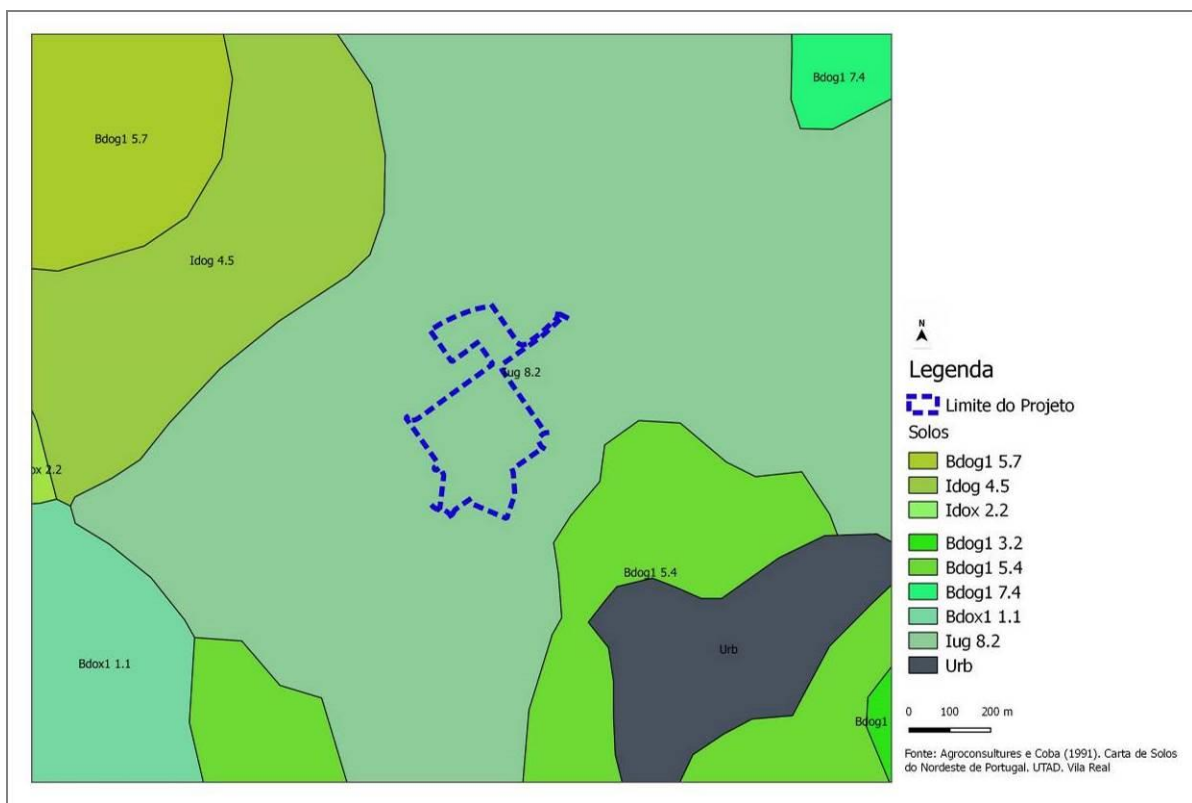 Bdog1 7.4
Bdog1 5.7
Idog 4.5
Iug 8.2
ox 2.2
Bdog1 5.4
Urb
Bdox1 1.1
Bdog1
N
Legenda
Limite do Projeto
Solos
Bdog1 5.7
Idog 4.5
Idox 2.2
Bdog1 3.2
Bdog1 5.4
Bdog1 7.4
Bdox1 1.1
Iug 8.2
Urb
0 100 200 m
Fonte: Agroconsultures e Coba (1991). Carta de Solos
do Nordeste de Portugal. UTAD. Vila Real